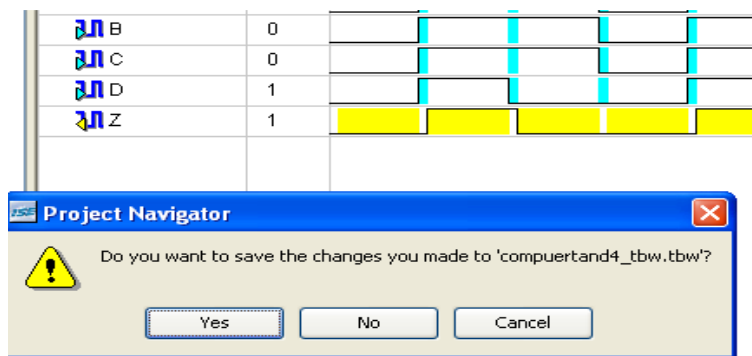 B 0
C 0
D 1
Z 1
ISE Project Navigator
Do you want to save the changes you made to 'compuertand4_tbw.tbw'?
Yes No Cancel